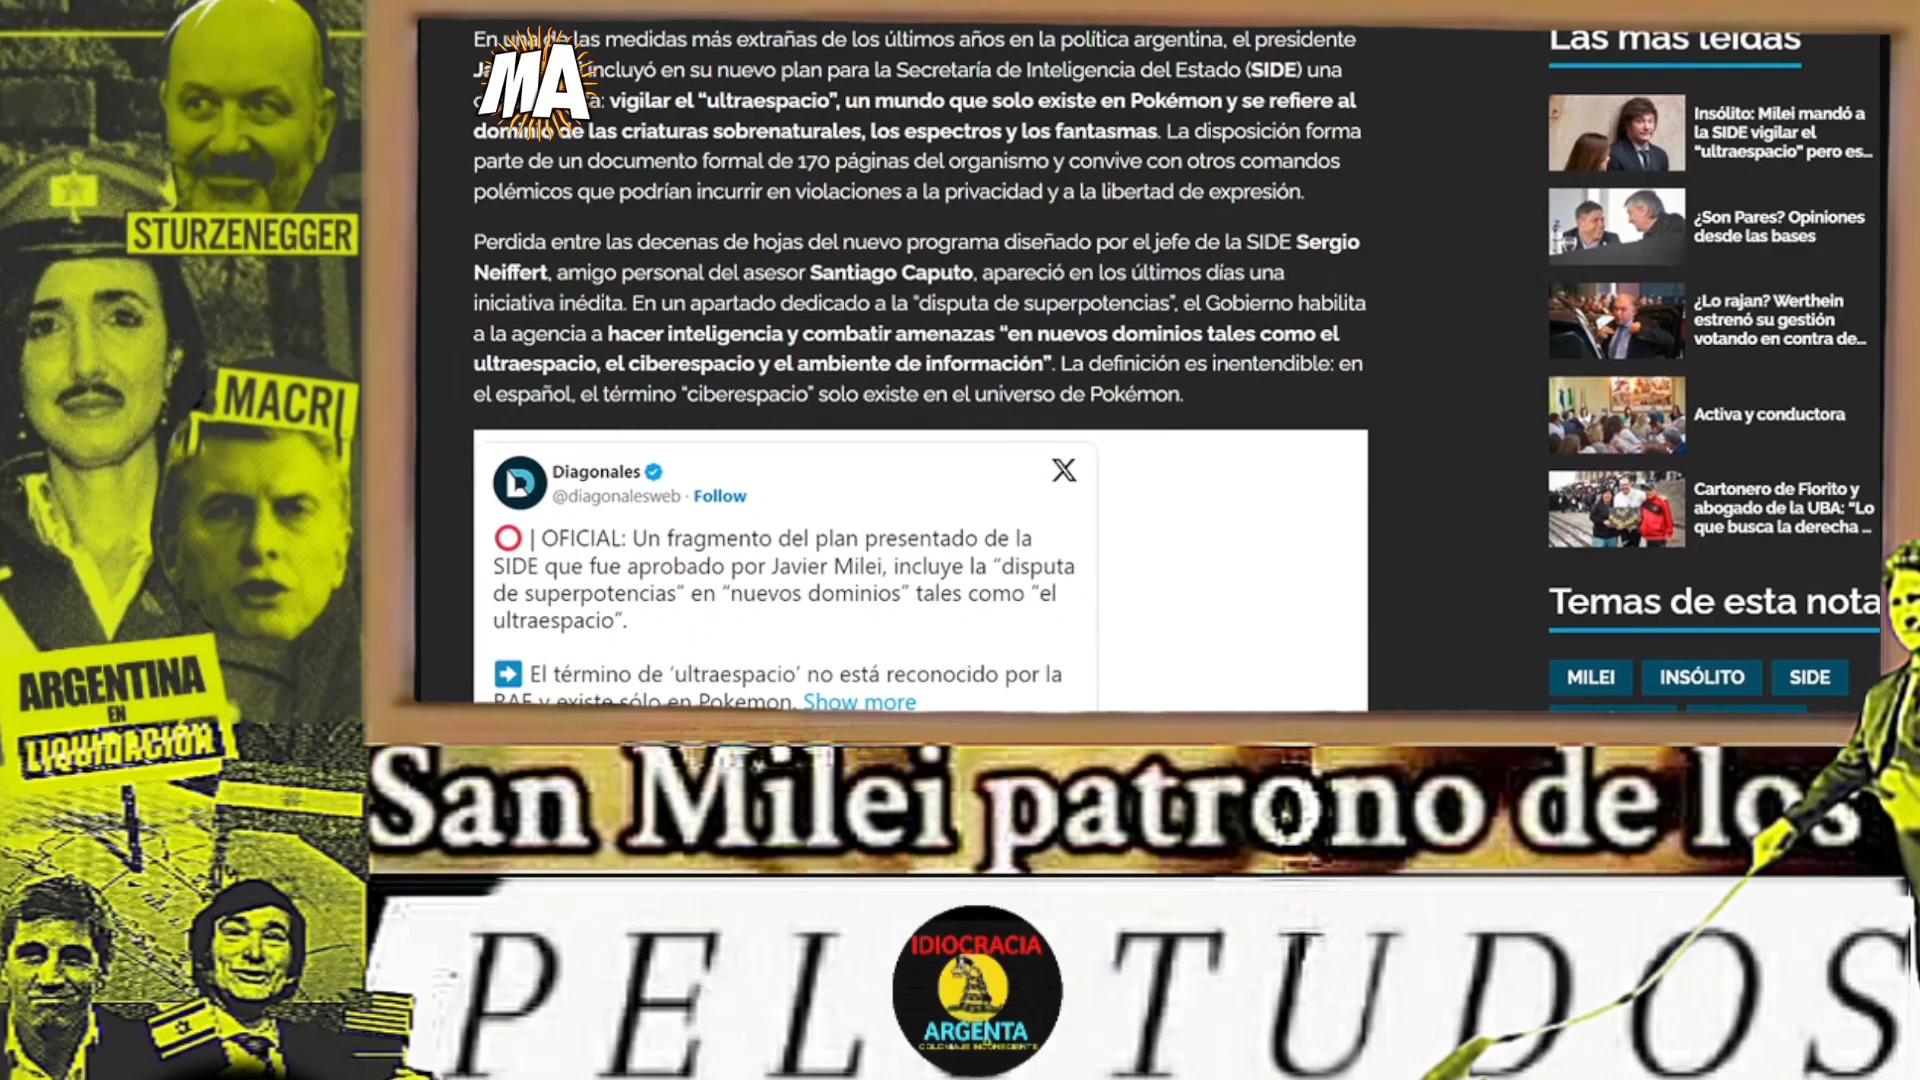 STURZENEGGER
MACRI
ARGENTINA
EN
LIQUIDACION
MA
En una de las medidas más extrañas de los últimos años en la política argentina, el presidente
incluyó en su nuevo plan para la Secretaría de Inteligencia del Estado (SIDE) una
vigilar el “ultraespacio”, un mundo que solo existe en Pokémon y se refiere al
dominio de las criaturas sobrenaturales, los espectros y los fantasmas. La disposición forma
parte de un documento formal de 170 páginas del organismo y convive con otros comandos
polémicos que podrían incurrir en violaciones a la privacidad y a la libertad de expresión.
Perdida entre las decenas de hojas del nuevo programa diseñado por el jefe de la SIDE Sergio
Neiffert, amigo personal del asesor Santiago Caputo, apareció en los últimos días una
iniciativa inédita. En un apartado dedicado a la “disputa de superpotencias”, el Gobierno habilita
a la agencia a hacer inteligencia y combatir amenazas “en nuevos dominios tales como el
ultraespacio, el ciberespacio y el ambiente de información”. La definición es inentendible: en
el español, el término “ciberespacio” solo existe en el universo de Pokémon.
Diagonales
@diagonalesweb · Follow
X
| OFICIAL: Un fragmento del plan presentado de la
SIDE que fue aprobado por Javier Milei, incluye la “disputa
de superpotencias” en “nuevos dominios” tales como “el
ultraespacio”.
El término de ‘ultraespacio’ no está reconocido por la
RAE y existe sólo en Pokemon. Show more
Las más leídas
Insólito: Milei mandó a
la SIDE vigilar el
“ultraespacio” pero es...
¿Son Pares? Opiniones
desde las bases
¿Lo rajan? Werthein
estrenó su gestión
votando en contra de...
Activa y conductora
Cartonero de Fiorito y
abogado de la UBA: “Lo
que busca la derecha ...
Temas de esta nota
MILEI INSÓLITO SIDE
San Milei patrono de los
PELOTUDOS
IDIOCRACIA
ARGENTA
COLONIAJE INCONSCIENTE